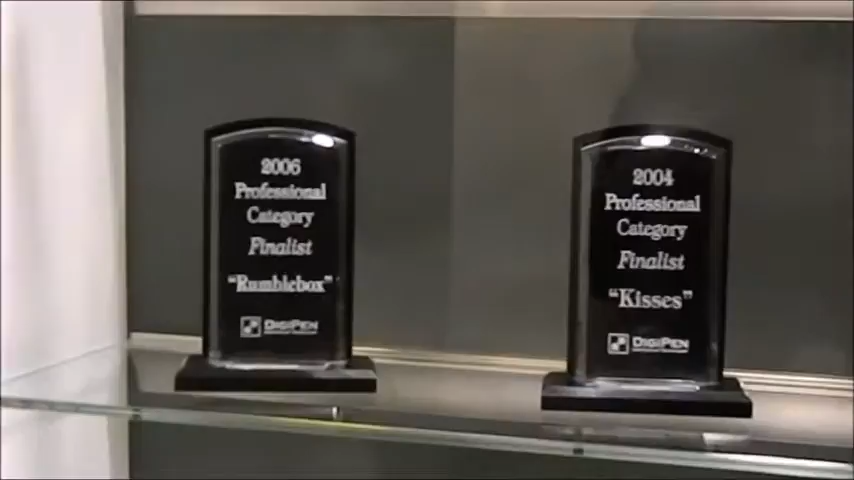 2006
Professional
Category
Finalist
"Rumblebox"
DIGIPEN
2004
Professional
Category
Finalist
"Kisses"
DIGIPEN